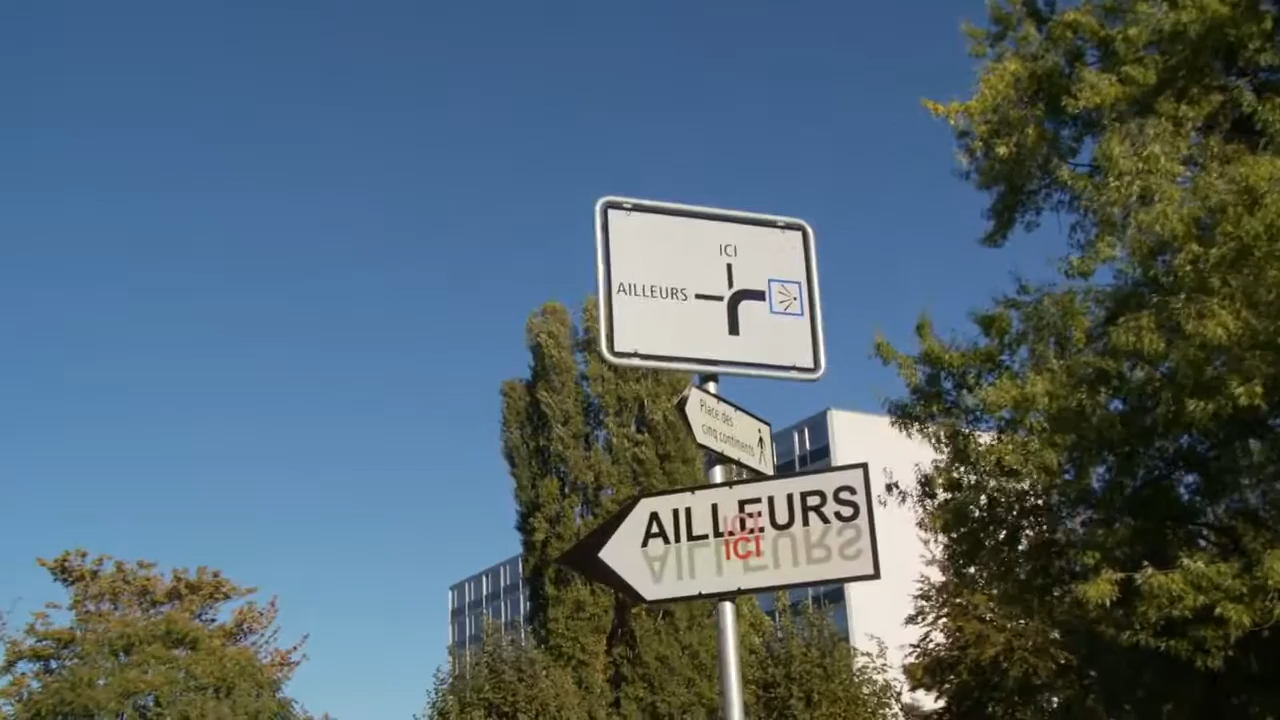 ICI
AILLEURS
Place des
cinq continents
AILLEURS
ICI
ICI
AILLEURS